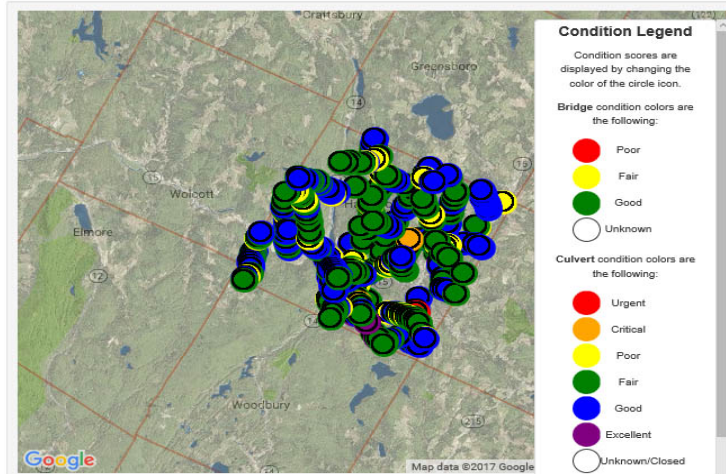 Craftsbury
Greensboro
14
15
16
15
Wolcott
Elmore
12
15
14
Woodbury
215
Google
Map data ©2017 Google
Condition Legend
Condition scores are
displayed by changing the
color of the circle icon.
Bridge condition colors are
the following:
Poor
Fair
Good
Unknown
Culvert condition colors are
the following:
Urgent
Critical
Poor
Fair
Good
Excellent
Unknown/Closed